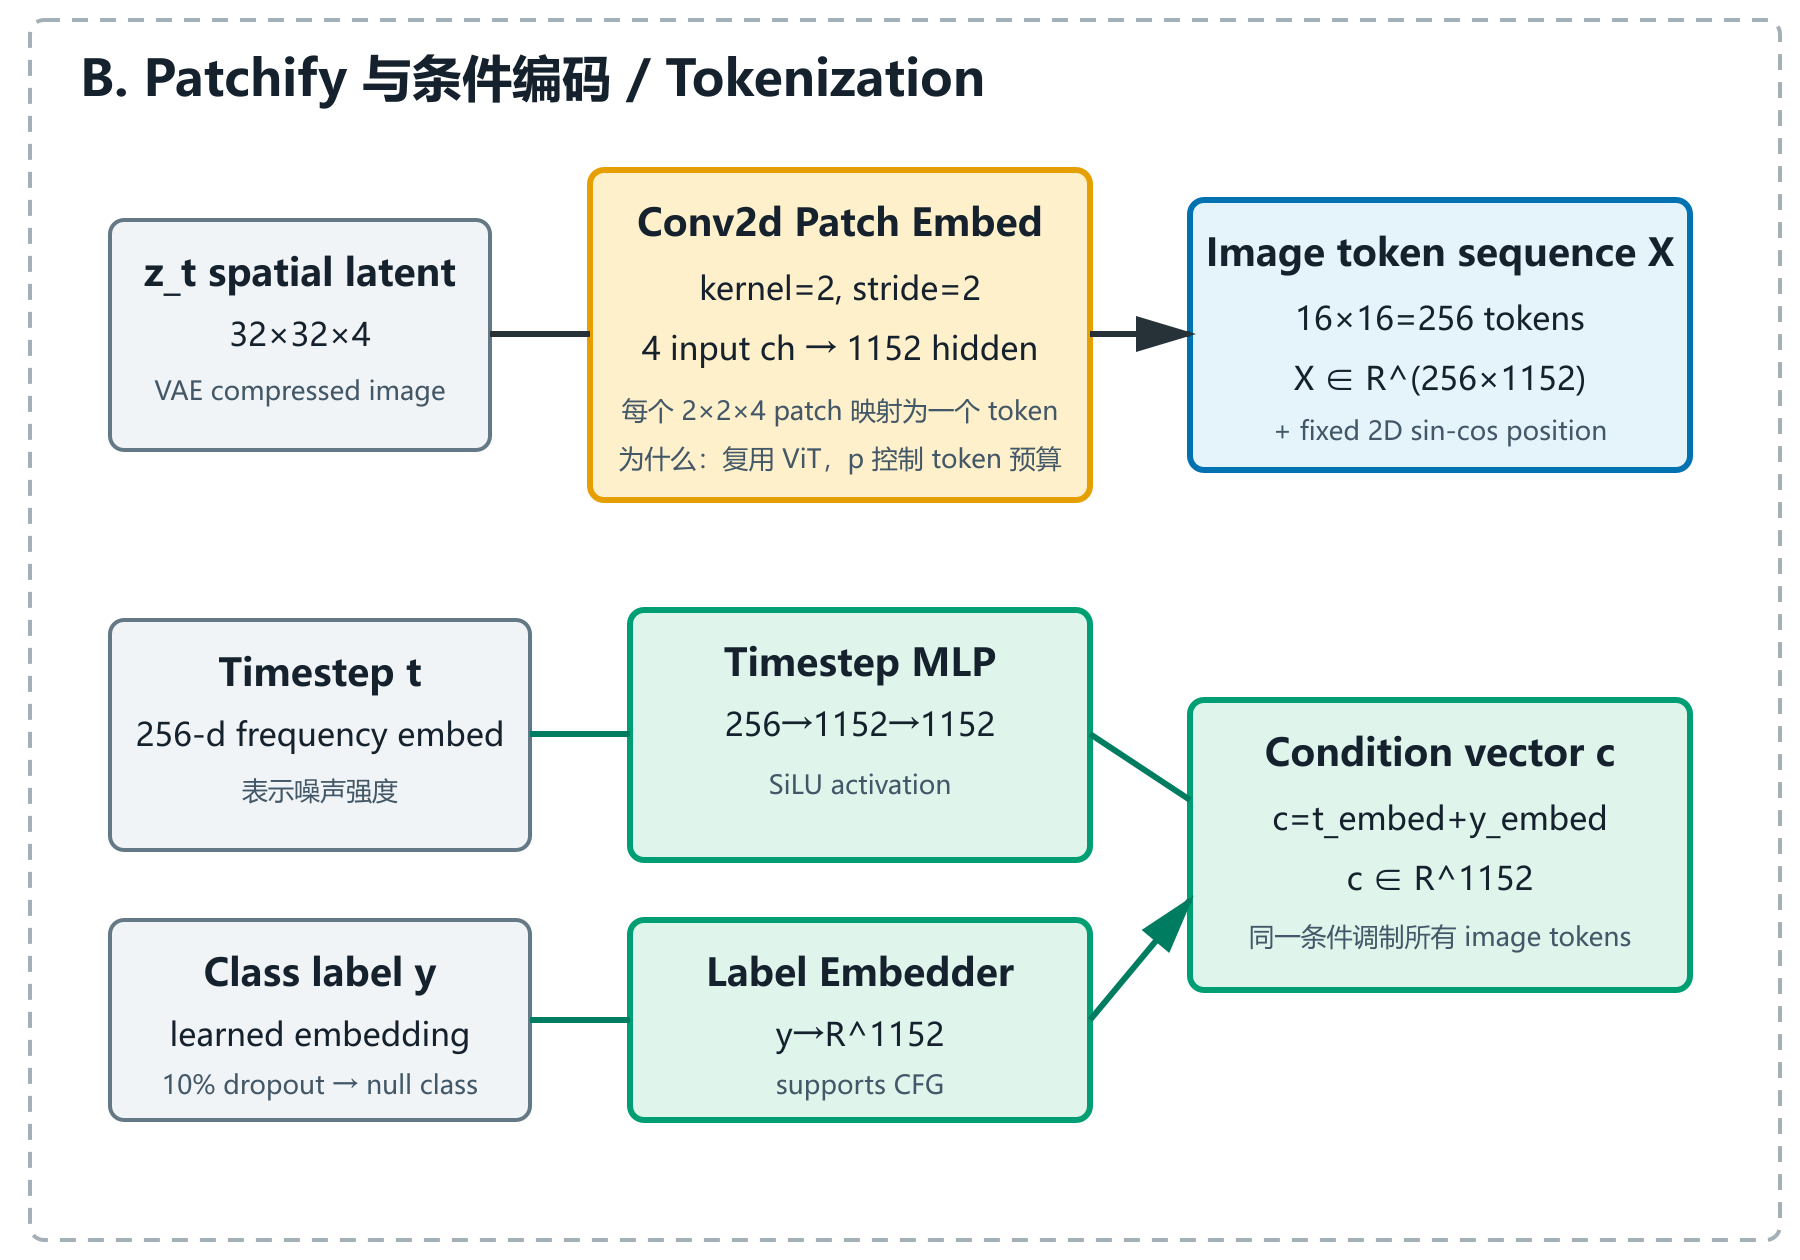 B. Patchify 与条件编码 / Tokenization
z_t spatial latent
32×32×4
VAE compressed image
Conv2d Patch Embed
kernel=2, stride=2
4 input ch → 1152 hidden
每个 2×2×4 patch 映射为一个 token
为什么：复用 ViT，p 控制 token 预算
Image token sequence X
16×16=256 tokens
X ∈ R^(256×1152)
+ fixed 2D sin-cos position
Timestep t
256-d frequency embed
表示噪声强度
Timestep MLP
256→1152→1152
SiLU activation
Condition vector c
c=t_embed+y_embed
c ∈ R^1152
同一条件调制所有 image tokens
Class label y
learned embedding
10% dropout → null class
Label Embedder
y→R^1152
supports CFG